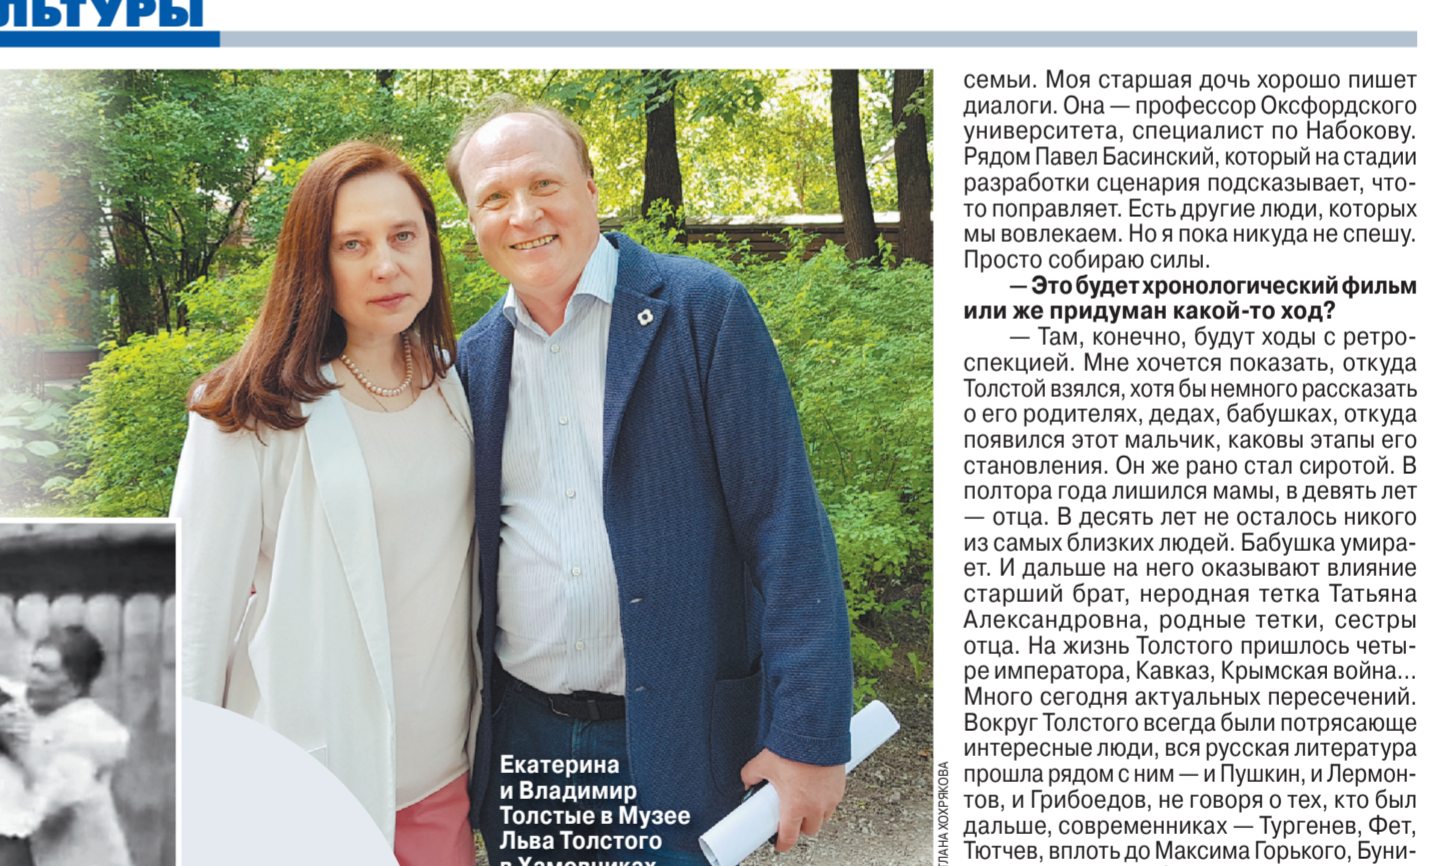 ЛЬТУРЫ
семьи. Моя старшая дочь хорошо пишет
диалоги. Она — профессор Оксфордского
университета, специалист по Набокову.
Рядом Павел Басинский, который на стадии
разработки сценария подсказывает, что-
то поправляет. Есть другие люди, которых
мы вовлекаем. Но я пока никуда не спешу.
Просто собираю силы.
— Это будет хронологический фильм
или же придуман какой-то ход?
— Там, конечно, будут ходы с ретро-
спекцией. Мне хочется показать, откуда
Толстой взялся, хотя бы немного рассказать
о его родителях, дедах, бабушках, откуда
появился этот мальчик, каковы этапы его
становления. Он же рано стал сиротой. В
полтора года лишился мамы, в девять лет
— отца. В десять лет не осталось никого
из самых близких людей. Бабушка умира-
ет. И дальше на него оказывают влияние
старший брат, неродная тетка Татьяна
Александровна, родные тетки, сестры
отца. На жизнь Толстого пришлось четы-
ре императора, Кавказ, Крымская война...
Много сегодня актуальных пересечений.
Вокруг Толстого всегда были потрясающе
интересные люди, вся русская литература
прошла рядом с ним — и Пушкин, и Лермон-
тов, и Грибоедов, не говоря о тех, кто был
дальше, современниках — Тургенев, Фет,
Тютчев, вплоть до Максима Горького, Буни-
Екатерина
и Владимир
Толстые в Музее
Льва Толстого
в Хамовниках
ЛАНА ХОХРЯКОВА